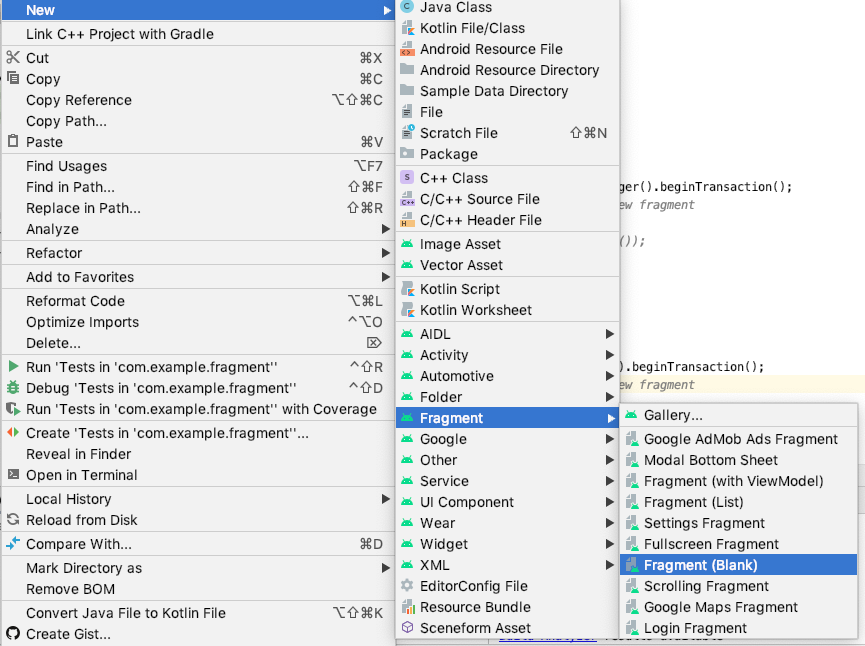 New
Link C++ Project with Gradle
Cut ⌘X
Copy ⌘C
Copy Reference ⌥⇧⌘C
Copy Path...
Paste ⌘V
Find Usages ⌥F7
Find in Path... ⇧⌘F
Replace in Path... ⇧⌘R
Analyze
Refactor
Add to Favorites
Reformat Code ⌥⌘L
Optimize Imports ^⌥O
Delete... ⌦
Run 'Tests in 'com.example.fragment'' ^⇧R
Debug 'Tests in 'com.example.fragment'' ^⇧D
Run 'Tests in 'com.example.fragment'' with Coverage
Create 'Tests in 'com.example.fragment''...
Reveal in Finder
Open in Terminal
Local History
Reload from Disk
Compare With... ⌘D
Mark Directory as
Remove BOM
Convert Java File to Kotlin File ⌥⇧⌘K
Create Gist...
Java Class
Kotlin File/Class
Android Resource File
Android Resource Directory
Sample Data Directory
File
Scratch File ⇧⌘N
Package
C++ Class
C/C++ Source File
C/C++ Header File
Image Asset
Vector Asset
Kotlin Script
Kotlin Worksheet
AIDL
Activity
Automotive
Folder
Fragment
Google
Other
Service
UI Component
Wear
Widget
XML
EditorConfig File
Resource Bundle
Sceneform Asset
Gallery...
Google AdMob Ads Fragment
Modal Bottom Sheet
Fragment (with ViewModel)
Fragment (List)
Settings Fragment
Fullscreen Fragment
Fragment (Blank)
Scrolling Fragment
Google Maps Fragment
Login Fragment
ger().beginTransaction();
ew fragment
());
).beginTransaction();
ew fragment